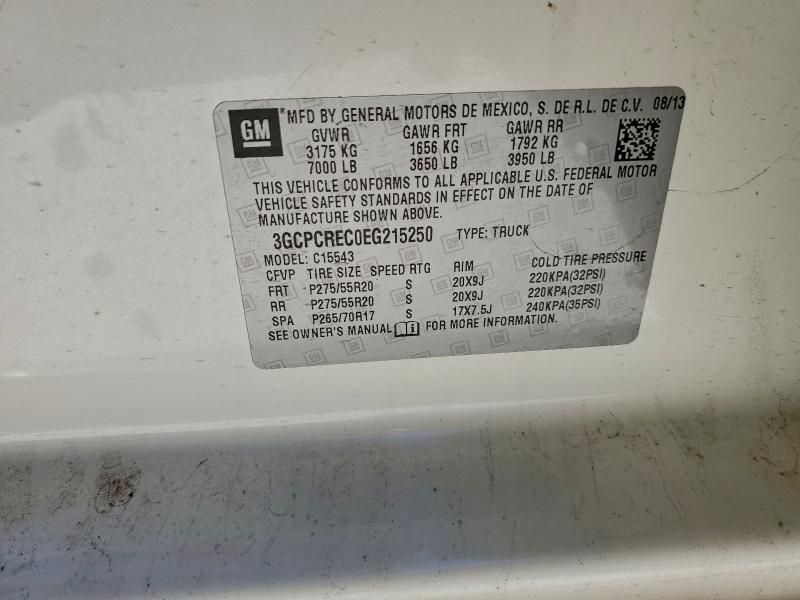 GM *MFD BY GENERAL MOTORS DE MEXICO, S. DE R.L. DE C.V. 08/13
GVWR GAWR FRT GAWR RR
3175 KG 1656 KG 1792 KG
7000 LB 3650 LB 3950 LB
THIS VEHICLE CONFORMS TO ALL APPLICABLE U.S. FEDERAL MOTOR
VEHICLE SAFETY STANDARDS IN EFFECT ON THE DATE OF
MANUFACTURE SHOWN ABOVE.
3GCPCREC0EG215250 TYPE: TRUCK
MODEL: C15543
CFVP TIRE SIZE SPEED RTG RIM COLD TIRE PRESSURE
FRT P275/55R20 S 20X9J 220KPA(32PSI)
RR P275/55R20 S 20X9J 220KPA(32PSI)
SPA P265/70R17 S 17X7.5J 240KPA(35PSI)
SEE OWNER'S MANUAL FOR MORE INFORMATION.